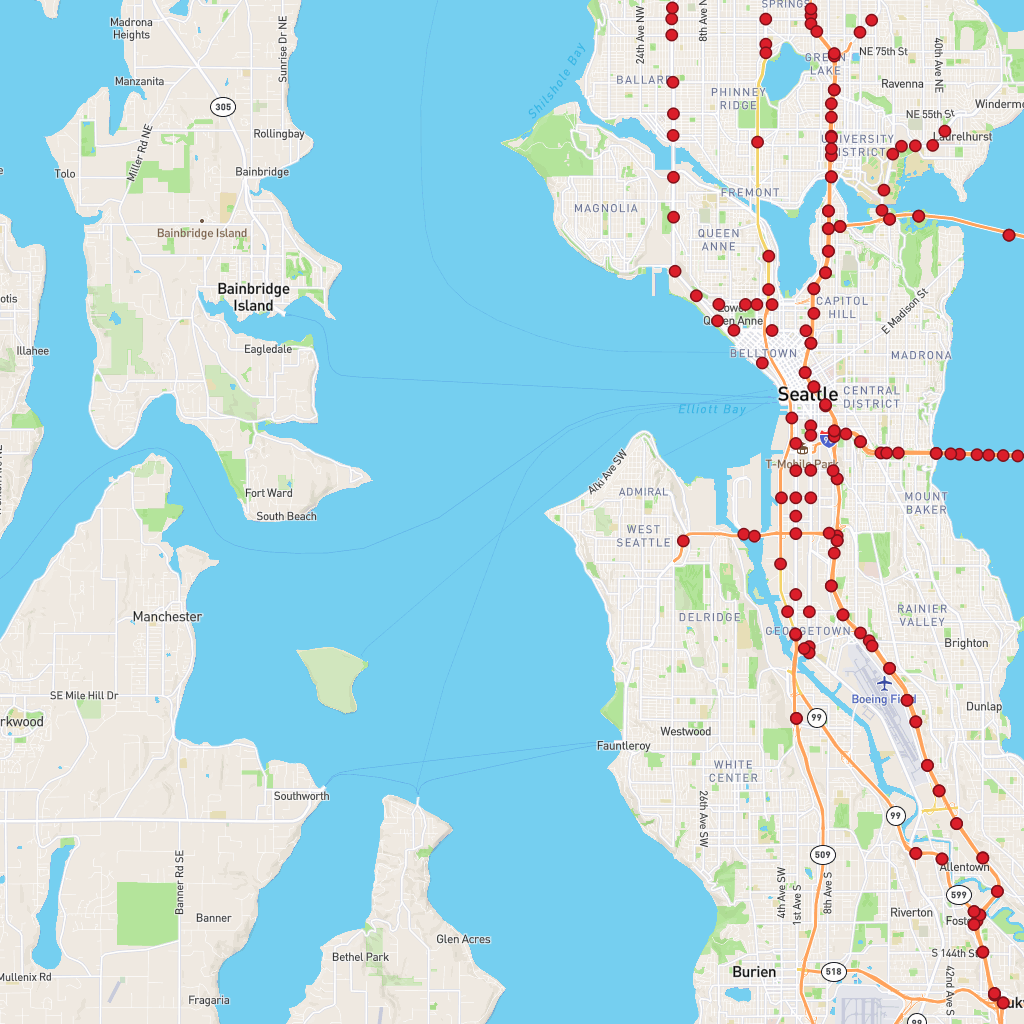 SPRINGS
Madrona
Heights
Sunrise Dr NE
24th Ave NW
8th Ave N
Shilshole Bay
NE 75th St
40th Ave NE
GREEN
LAKE
Manzanita
BALLARD
Ravenna
PHINNEY
RIDGE
305
Windermo
NE 55th St
Rollingbay
Miller Rd NE
UNIVERSITY
DISTRICT
Laurelhurst
Tolo
Bainbridge
FREMONT
MAGNOLIA
Bainbridge Island
QUEEN
ANNE
Bainbridge
Island
otis
CAPITOL
HILL
E Madison St
Lower
Queen Anne
Illahee
Eagledale
BELLTOWN
MADRONA
Seattle
CENTRAL
DISTRICT
Elliott Bay
T-Mobile Park
Alki Ave SW
Fort Ward
ADMIRAL
MOUNT
BAKER
South Beach
WEST
SEATTLE
Manchester
DELRIDGE
RAINIER
VALLEY
GEORGETOWN
Brighton
SE Mile Hill Dr
Boeing Field
Dunlap
rkwood
99
Westwood
Fauntleroy
WHITE
CENTER
Southworth
26th Ave SW
99
509
Allentown
Banner Rd SE
4th Ave SW
1st Ave S
8th Ave S
599
Banner
Riverton
Foste
Glen Acres
S 144th St
Bethel Park
Burien
518
42nd Ave S
Mullenix Rd
Fragaria
Tukw
99